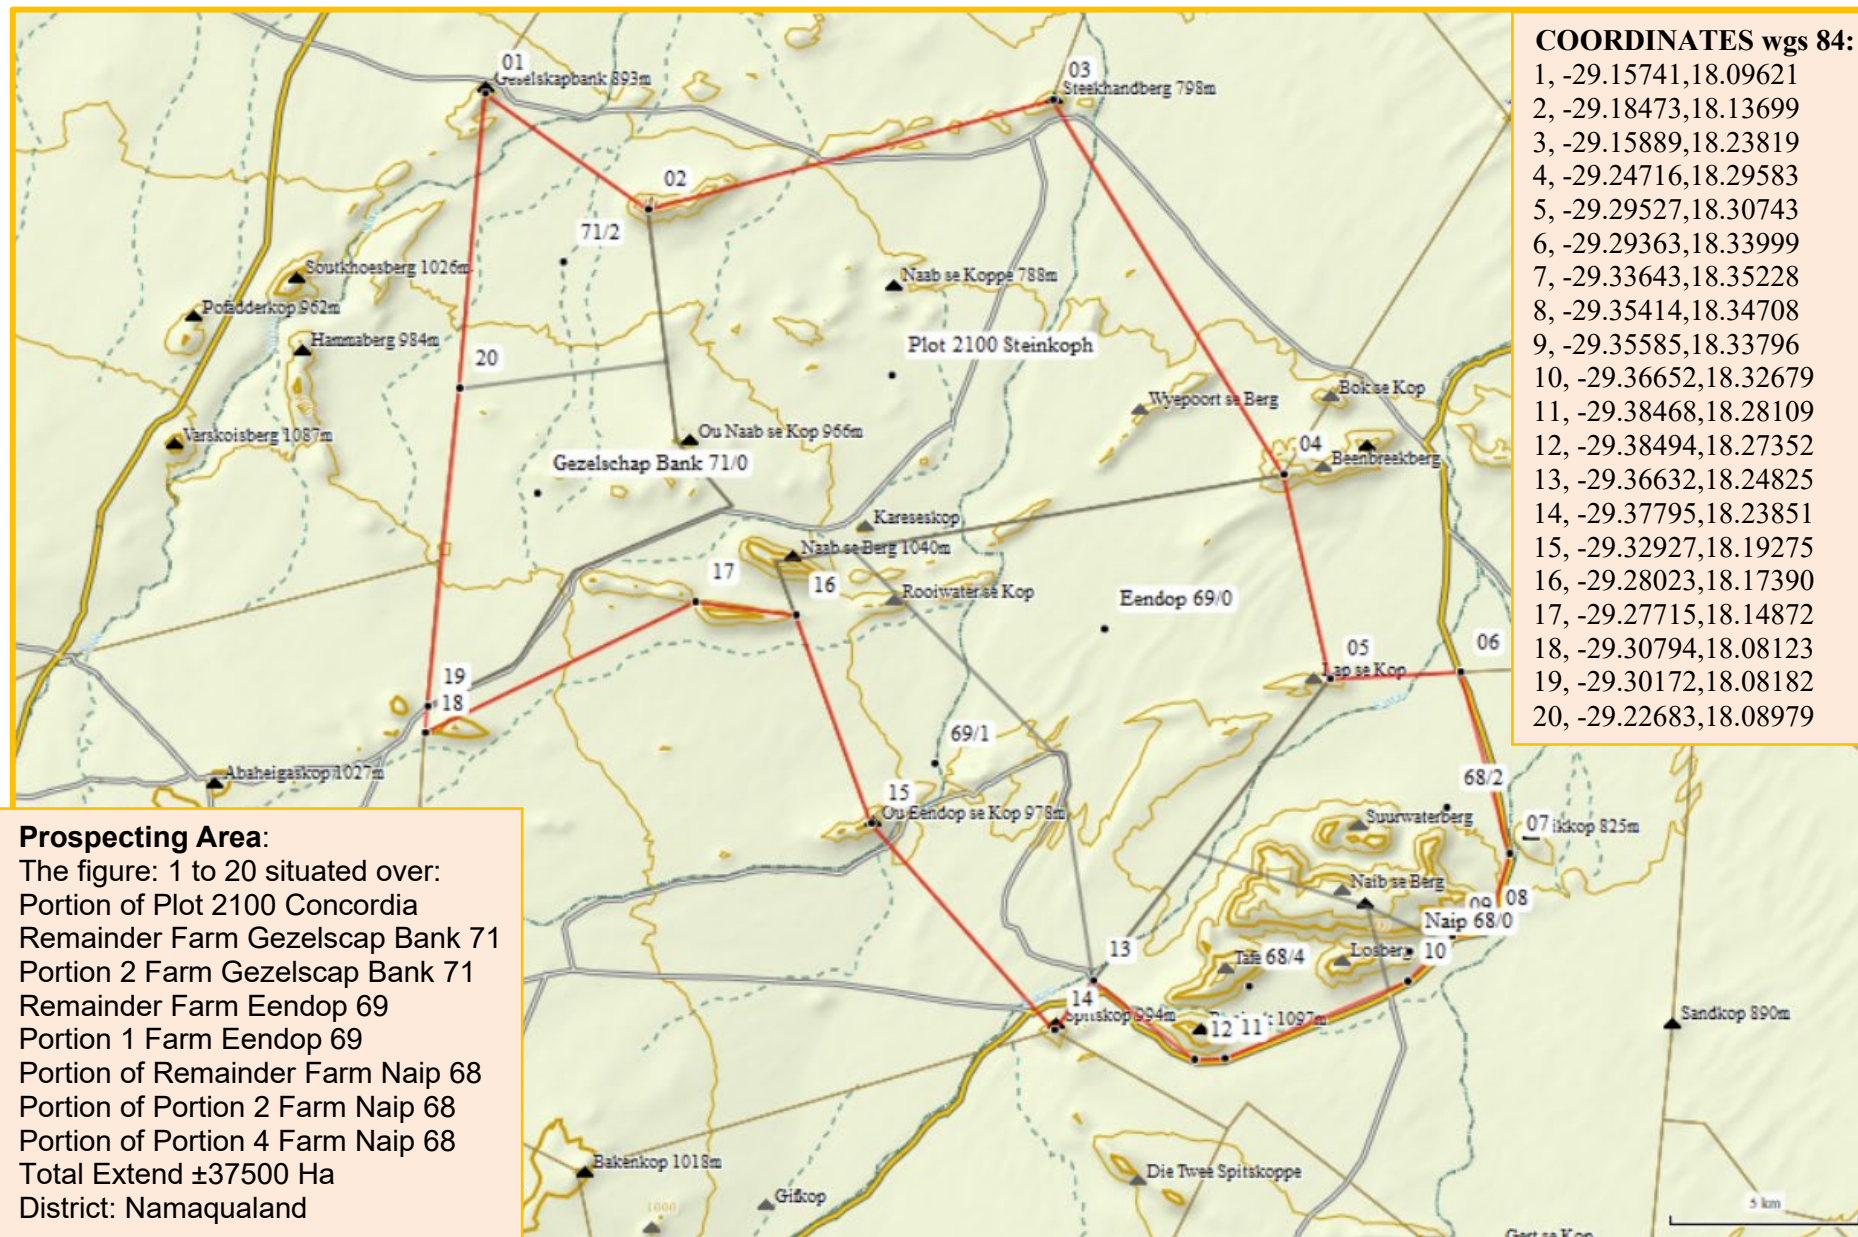 COORDINATES wgs 84:
1, -29.15741,18.09621
2, -29.18473,18.13699
3, -29.15889,18.23819
4, -29.24716,18.29583
5, -29.29527,18.30743
6, -29.29363,18.33999
7, -29.33643,18.35228
8, -29.35414,18.34708
9, -29.35585,18.33796
10, -29.36652,18.32679
11, -29.38468,18.28109
12, -29.38494,18.27352
13, -29.36632,18.24825
14, -29.37795,18.23851
15, -29.32927,18.19275
16, -29.28023,18.17390
17, -29.27715,18.14872
18, -29.30794,18.08123
19, -29.30172,18.08182
20, -29.22683,18.08979
01
Geselskapbank 893m
03
Steekhandberg 798m
02
71/2
Soutkhoesberg 1026m
Naab se Koppe 788m
Pofadderkop 962m
Hammaberg 984m
20
Plot 2100 Steinkoph
Bok se Kop
Wyepoort se Berg
Varskoisberg 1087m
Ou Naab se Kop 966m
04
Beenbreekberg
Gezelschap Bank 71/0
Kareseskop
Naab se Berg 1040m
17
16
Rooiwater se Kop
Eendop 69/0
05
06
Lap se Kop
19
18
69/1
Abaheigaskop 1027m
68/2
15
Ou Eendop se Kop 978m
Suurwaterberg
07
ikkop 825m
Naib se Berg
09
08
Naip 68/0
13
10
68/4
Losberg
14
Spitskop 994m
12
11
1097m
Sandkop 890m
Bakenkop 1018m
Die Twee Spitskoppe
Gifkop
1000
5 km
Gert se Kop
Prospecting Area:
The figure: 1 to 20 situated over:
Portion of Plot 2100 Concordia
Remainder Farm Gezelscap Bank 71
Portion 2 Farm Gezelscap Bank 71
Remainder Farm Eendop 69
Portion 1 Farm Eendop 69
Portion of Remainder Farm Naip 68
Portion of Portion 2 Farm Naip 68
Portion of Portion 4 Farm Naip 68
Total Extend ±37500 Ha
District: Namaqualand